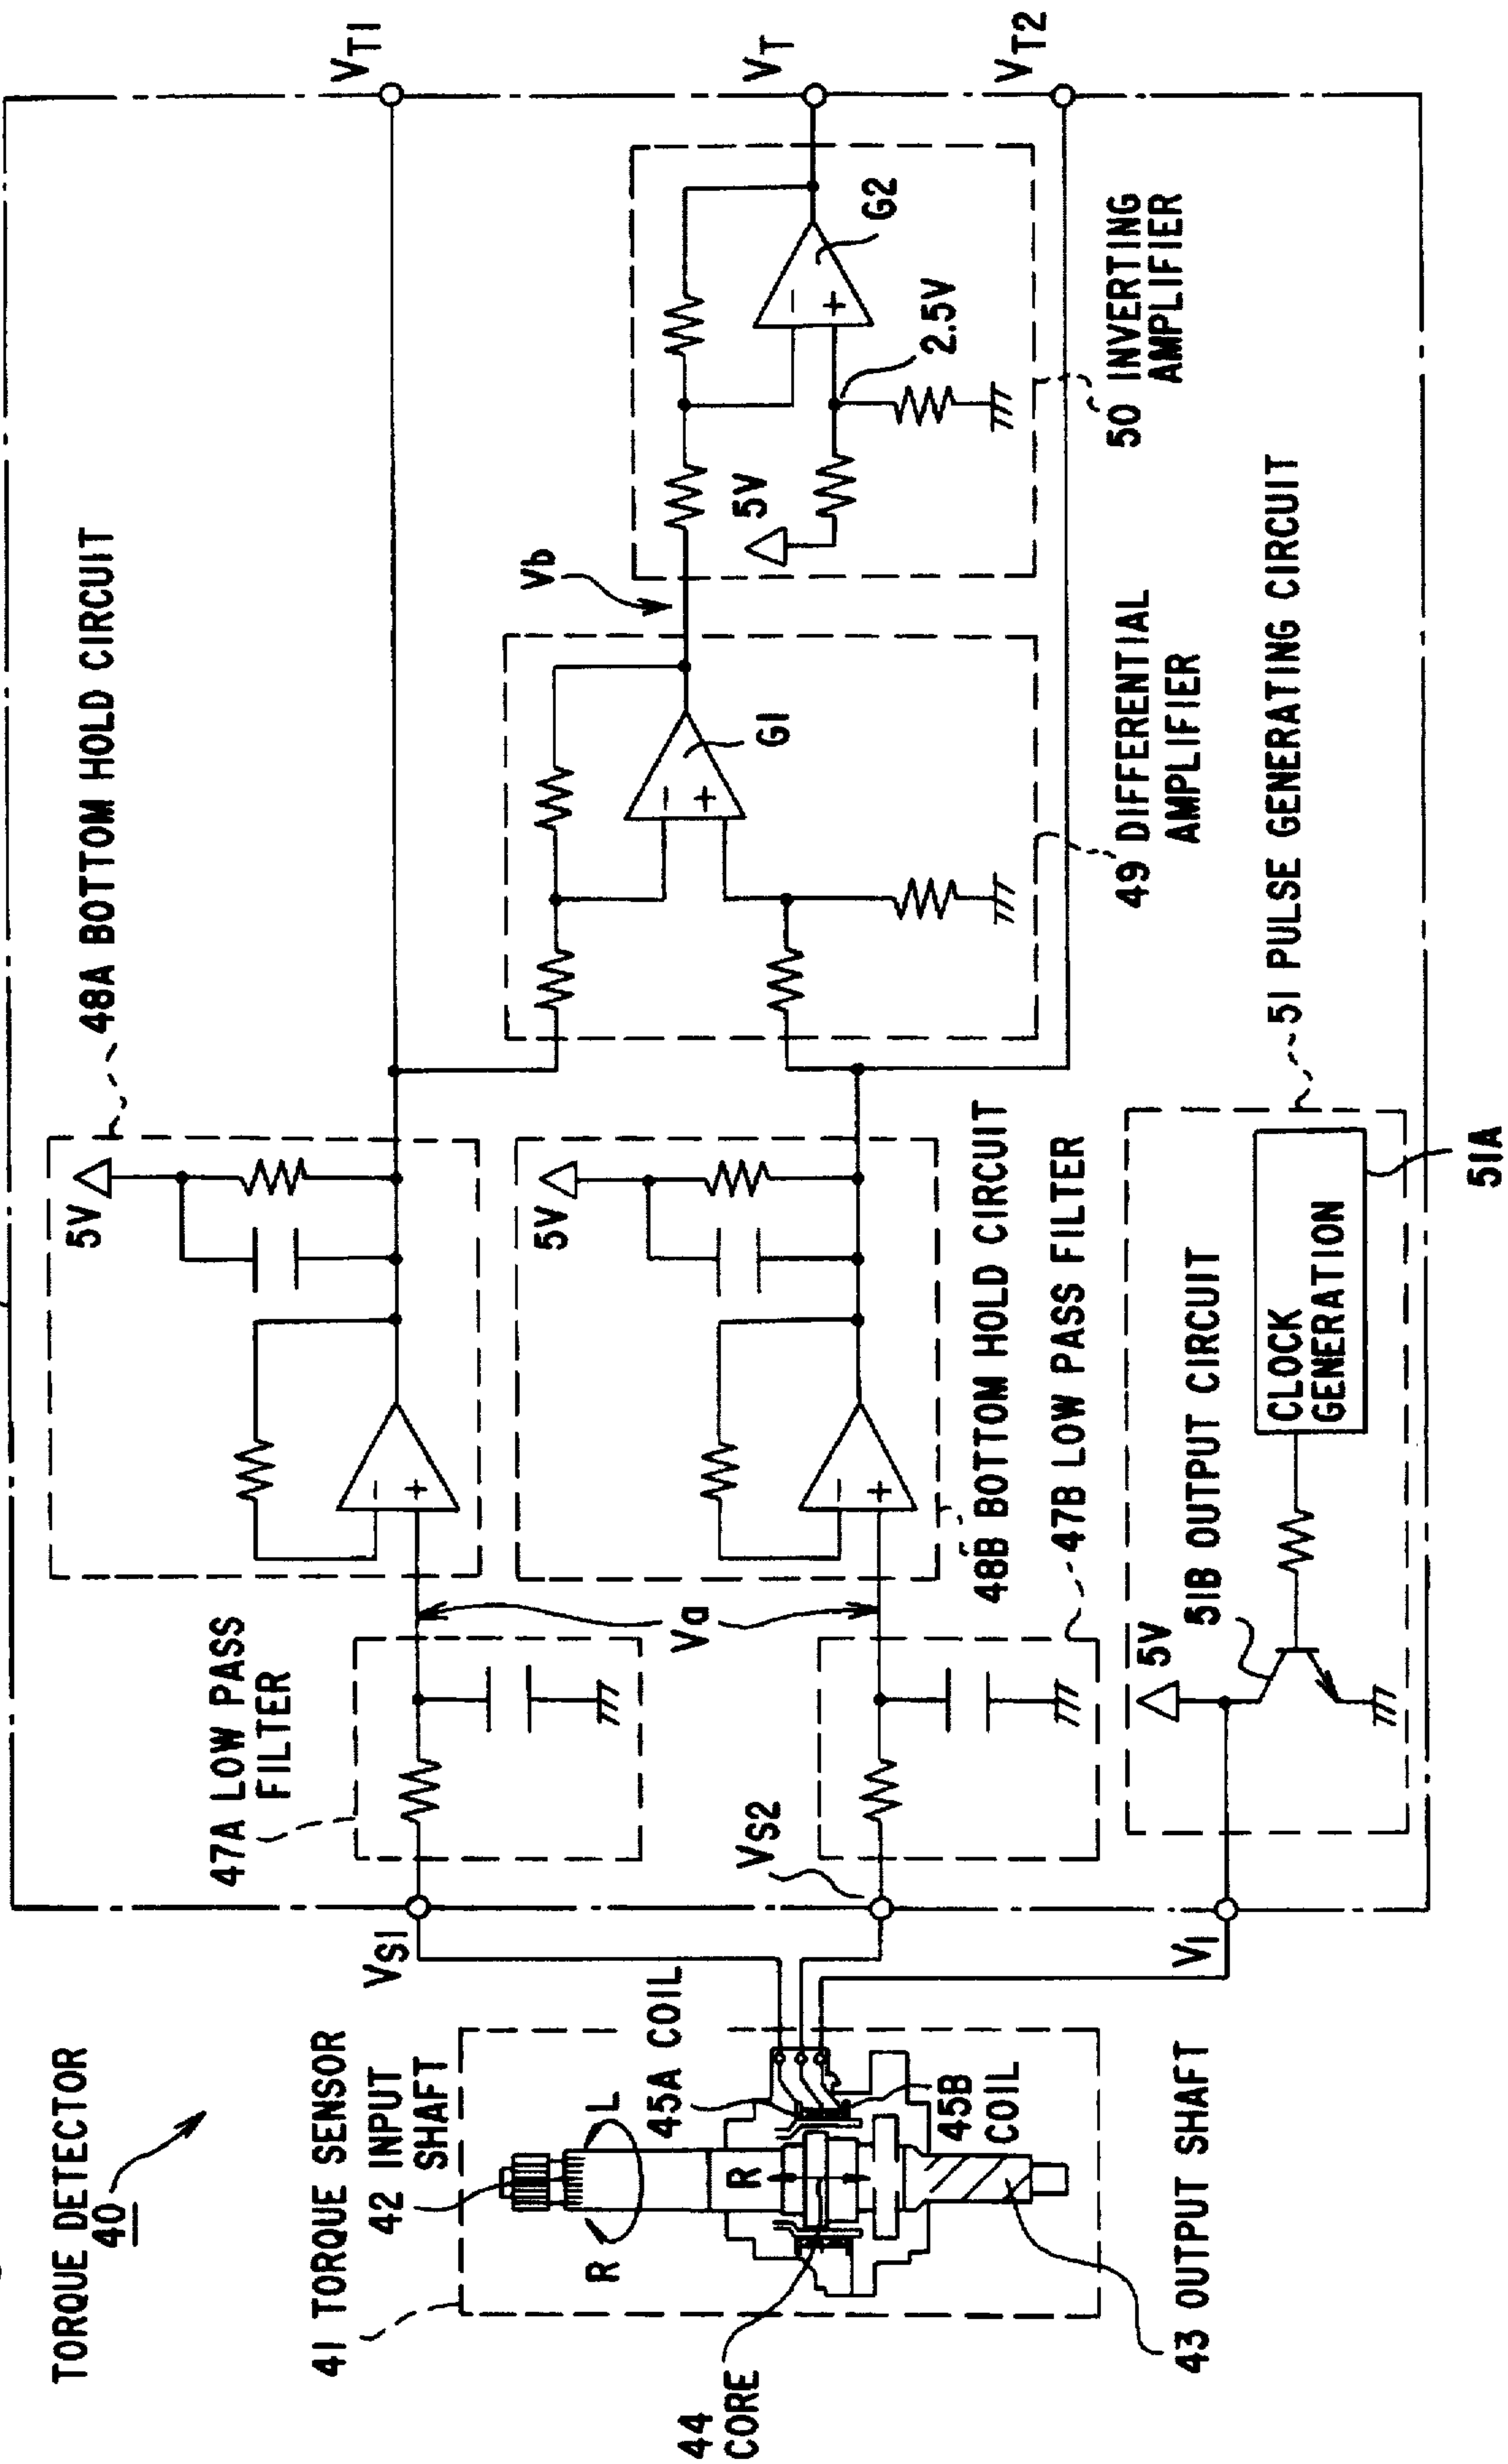 TORQUE DETECTOR
40
41 TORQUE SENSOR
42 INPUT
SHAFT
R
L
R
44
CORE
45A COIL
45B
COIL
43 OUTPUT SHAFT
VS1
VS2
V1
47A LOW PASS
FILTER
Va
47B LOW PASS FILTER
48A BOTTOM HOLD CIRCUIT
5V
-
+
48B BOTTOM HOLD CIRCUIT
5V
-
+
49 DIFFERENTIAL
AMPLIFIER
G1
-
+
Vb
50 INVERTING
AMPLIFIER
5V
2.5V
G2
-
+
51 PULSE GENERATING CIRCUIT
51B OUTPUT CIRCUIT
5V
CLOCK
GENERATION
51A
VT1
VT
VT2